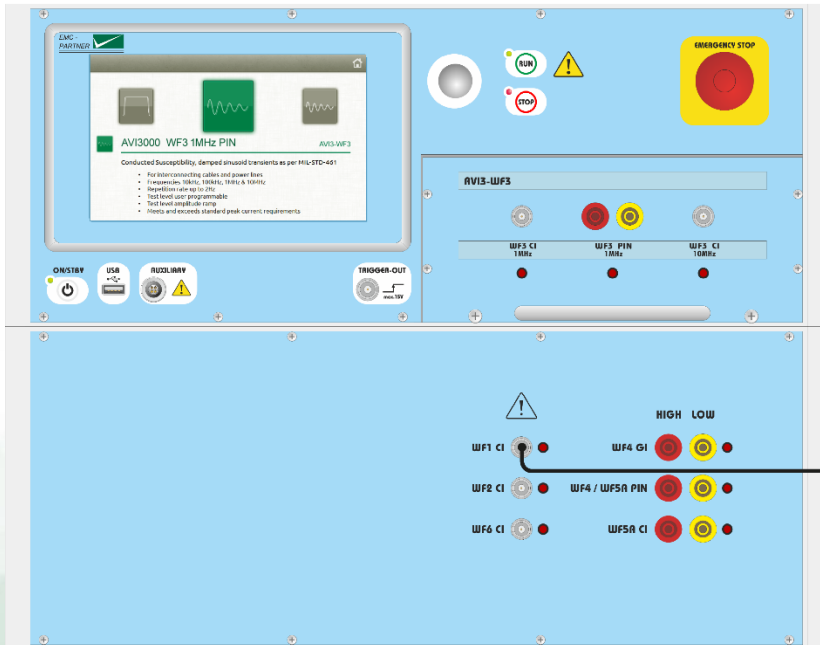 EMC -
PARTNER
AVI3000 WF3 1MHz PIN
AVI3-WF3
Conducted Susceptibility, damped sinusoid transients as per MIL-STD-461
• For interconnecting cables and power lines
• Frequencies 10kHz, 100kHz, 1MHz & 10MHz
• Repetition rate up to 2Hz
• Test level user programmable
• Test level amplitude ramp
• Meets and exceeds standard peak current requirements
RUN
STOP
EMERGENCY STOP
AVI3-WF3
WF3 CI
1MHz
WF3 PIN
1MHz
WF3 CI
10MHz
ON/STBY
USB
AUXILIARY
TRIGGER-OUT
max.15V
HIGH LOW
WF1 CI
WF4 GI
WF2 CI
WF4 / WF5A PIN
WF6 CI
WF5A CI